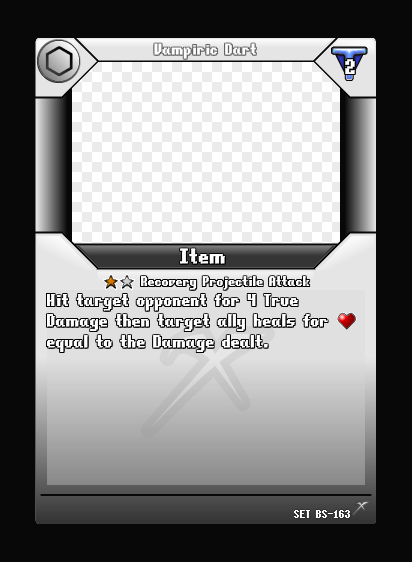 Vampiric Dart
2
Item
Recovery Projectile Attack
Hit target opponent for 4 True
Damage then target ally heals for
equal to the Damage dealt.
SET BS-163